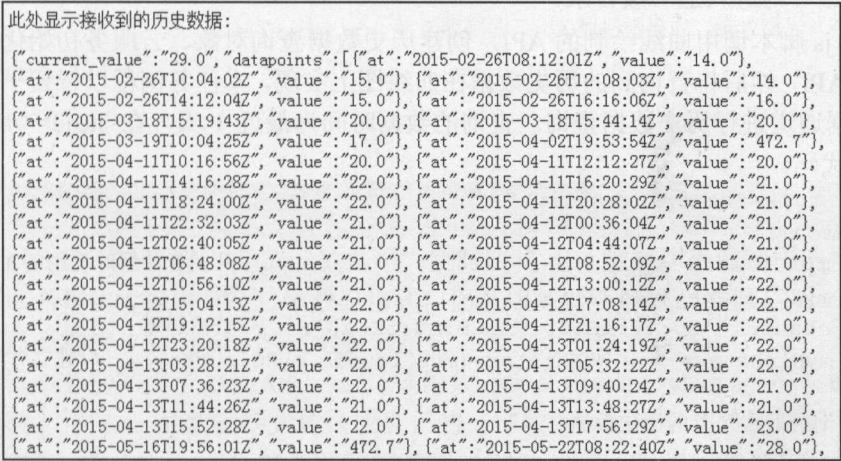 此处显示接收到的历史数据:
{"current_value":"29.0","datapoints":[{"at":"2015-02-26T08:12:01Z","value":"14.0"},
{"at":"2015-02-26T10:04:02Z","value":"15.0"},{"at":"2015-02-26T12:08:03Z","value":"14.0"},
{"at":"2015-02-26T14:12:04Z","value":"15.0"},{"at":"2015-02-26T16:16:06Z","value":"16.0"},
{"at":"2015-03-18T15:19:43Z","value":"20.0"},{"at":"2015-03-18T15:44:14Z","value":"20.0"},
{"at":"2015-03-19T10:04:25Z","value":"17.0"},{"at":"2015-04-02T19:53:54Z","value":"472.7"},
{"at":"2015-04-11T10:16:56Z","value":"20.0"},{"at":"2015-04-11T12:12:27Z","value":"20.0"},
{"at":"2015-04-11T14:16:28Z","value":"22.0"},{"at":"2015-04-11T16:20:29Z","value":"21.0"},
{"at":"2015-04-11T18:24:00Z","value":"22.0"},{"at":"2015-04-11T20:28:02Z","value":"21.0"},
{"at":"2015-04-11T22:32:03Z","value":"21.0"},{"at":"2015-04-12T00:36:04Z","value":"21.0"},
{"at":"2015-04-12T02:40:05Z","value":"21.0"},{"at":"2015-04-12T04:44:07Z","value":"21.0"},
{"at":"2015-04-12T06:48:08Z","value":"21.0"},{"at":"2015-04-12T08:52:09Z","value":"21.0"},
{"at":"2015-04-12T10:56:10Z","value":"21.0"},{"at":"2015-04-12T13:00:12Z","value":"22.0"},
{"at":"2015-04-12T15:04:13Z","value":"22.0"},{"at":"2015-04-12T17:08:14Z","value":"22.0"},
{"at":"2015-04-12T19:12:15Z","value":"22.0"},{"at":"2015-04-12T21:16:17Z","value":"22.0"},
{"at":"2015-04-12T23:20:18Z","value":"22.0"},{"at":"2015-04-13T01:24:19Z","value":"22.0"},
{"at":"2015-04-13T03:28:21Z","value":"22.0"},{"at":"2015-04-13T05:32:22Z","value":"22.0"},
{"at":"2015-04-13T07:36:23Z","value":"22.0"},{"at":"2015-04-13T09:40:24Z","value":"21.0"},
{"at":"2015-04-13T11:44:26Z","value":"21.0"},{"at":"2015-04-13T13:48:27Z","value":"21.0"},
{"at":"2015-04-13T15:52:28Z","value":"22.0"},{"at":"2015-04-13T17:56:29Z","value":"23.0"},
{"at":"2015-05-16T19:56:01Z","value":"472.7"},{"at":"2015-05-22T08:22:40Z","value":"28.0"},